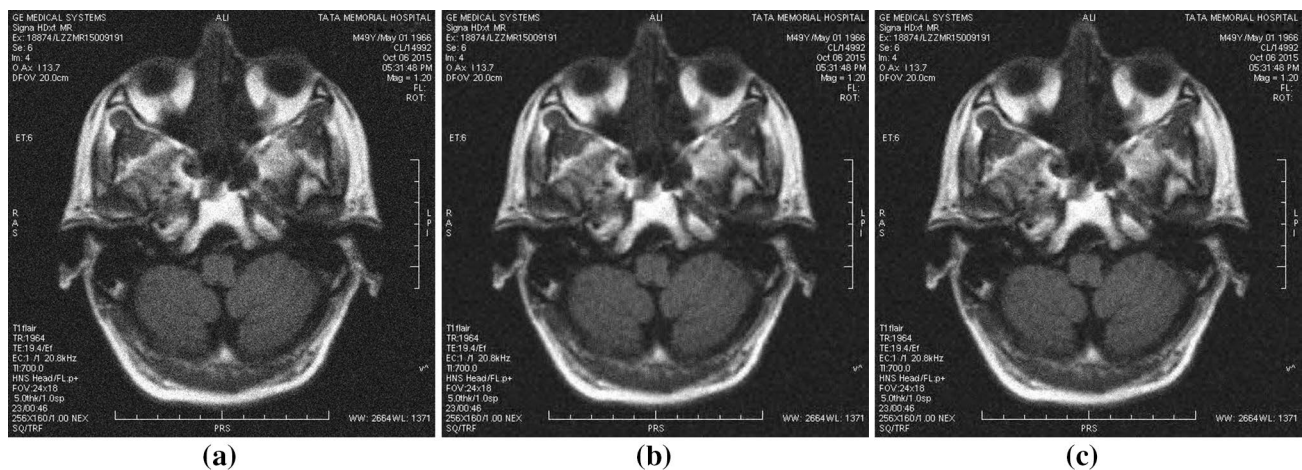 GE MEDICAL SYSTEMS
Signa HDxt MR
Ex: 18874/LZZMR15009191
Se: 6
Im: 4
O Ax I13.7
DFOV 20.0cm
ALI
TATA MEMORIAL HOSPITAL
M49Y/May 01 1966
CL/14992
Oct 06 2015
05:31:48 PM
Mag = 1.20
FL:
ROT:
ET:6
R
A
S
L
P
I
T1flair
TR:1964
TE:19.4/Ef
EC:1 /1 20.8kHz
TI:700.0
HNS Head/FL:p+
FOV:24x18
5.0thk/1.0sp
23/00:46
256X160/1.00 NEX
SQ/TRF
PRS
v^
WW: 2664WL: 1371
(a)
GE MEDICAL SYSTEMS
Signa HDxt MR
Ex: 18874/LZZMR15009191
Se: 6
Im: 4
O Ax I13.7
DFOV 20.0cm
ALI
TATA MEMORIAL HOSPITAL
M49Y/May 01 1966
CL/14992
Oct 06 2015
05:31:48 PM
Mag = 1.20
FL:
ROT:
ET:6
R
A
S
L
P
I
T1flair
TR:1964
TE:19.4/Ef
EC:1 /1 20.8kHz
TI:700.0
HNS Head/FL:p+
FOV:24x18
5.0thk/1.0sp
23/00:46
256X160/1.00 NEX
SQ/TRF
PRS
v^
WW: 2664WL: 1371
(b)
GE MEDICAL SYSTEMS
Signa HDxt MR
Ex: 18874/LZZMR15009191
Se: 6
Im: 4
O Ax I13.7
DFOV 20.0cm
ALI
TATA MEMORIAL HOSPITAL
M49Y/May 01 1966
CL/14992
Oct 06 2015
05:31:48 PM
Mag = 1.20
FL:
ROT:
ET:6
R
A
S
L
P
I
T1flair
TR:1964
TE:19.4/Ef
EC:1 /1 20.8kHz
TI:700.0
HNS Head/FL:p+
FOV:24x18
5.0thk/1.0sp
23/00:46
256X160/1.00 NEX
SQ/TRF
PRS
v^
WW: 2664WL: 1371
(c)